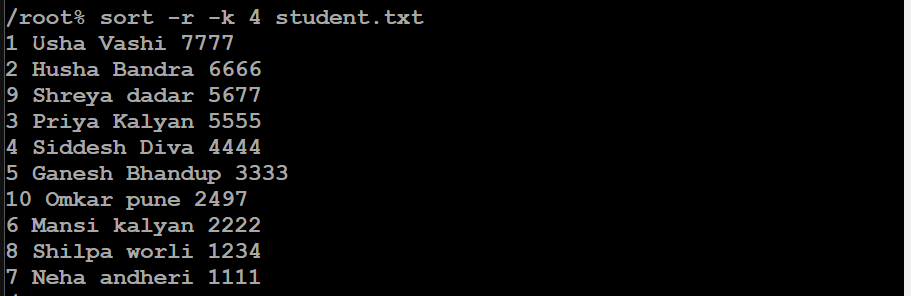 /root% sort -r -k 4 student.txt
1 Usha Vashi 7777
2 Husha Bandra 6666
9 Shreya dadar 5677
3 Priya Kalyan 5555
4 Siddesh Diva 4444
5 Ganesh Bhandup 3333
10 Omkar pune 2497
6 Mansi kalyan 2222
8 Shilpa worli 1234
7 Neha andheri 1111